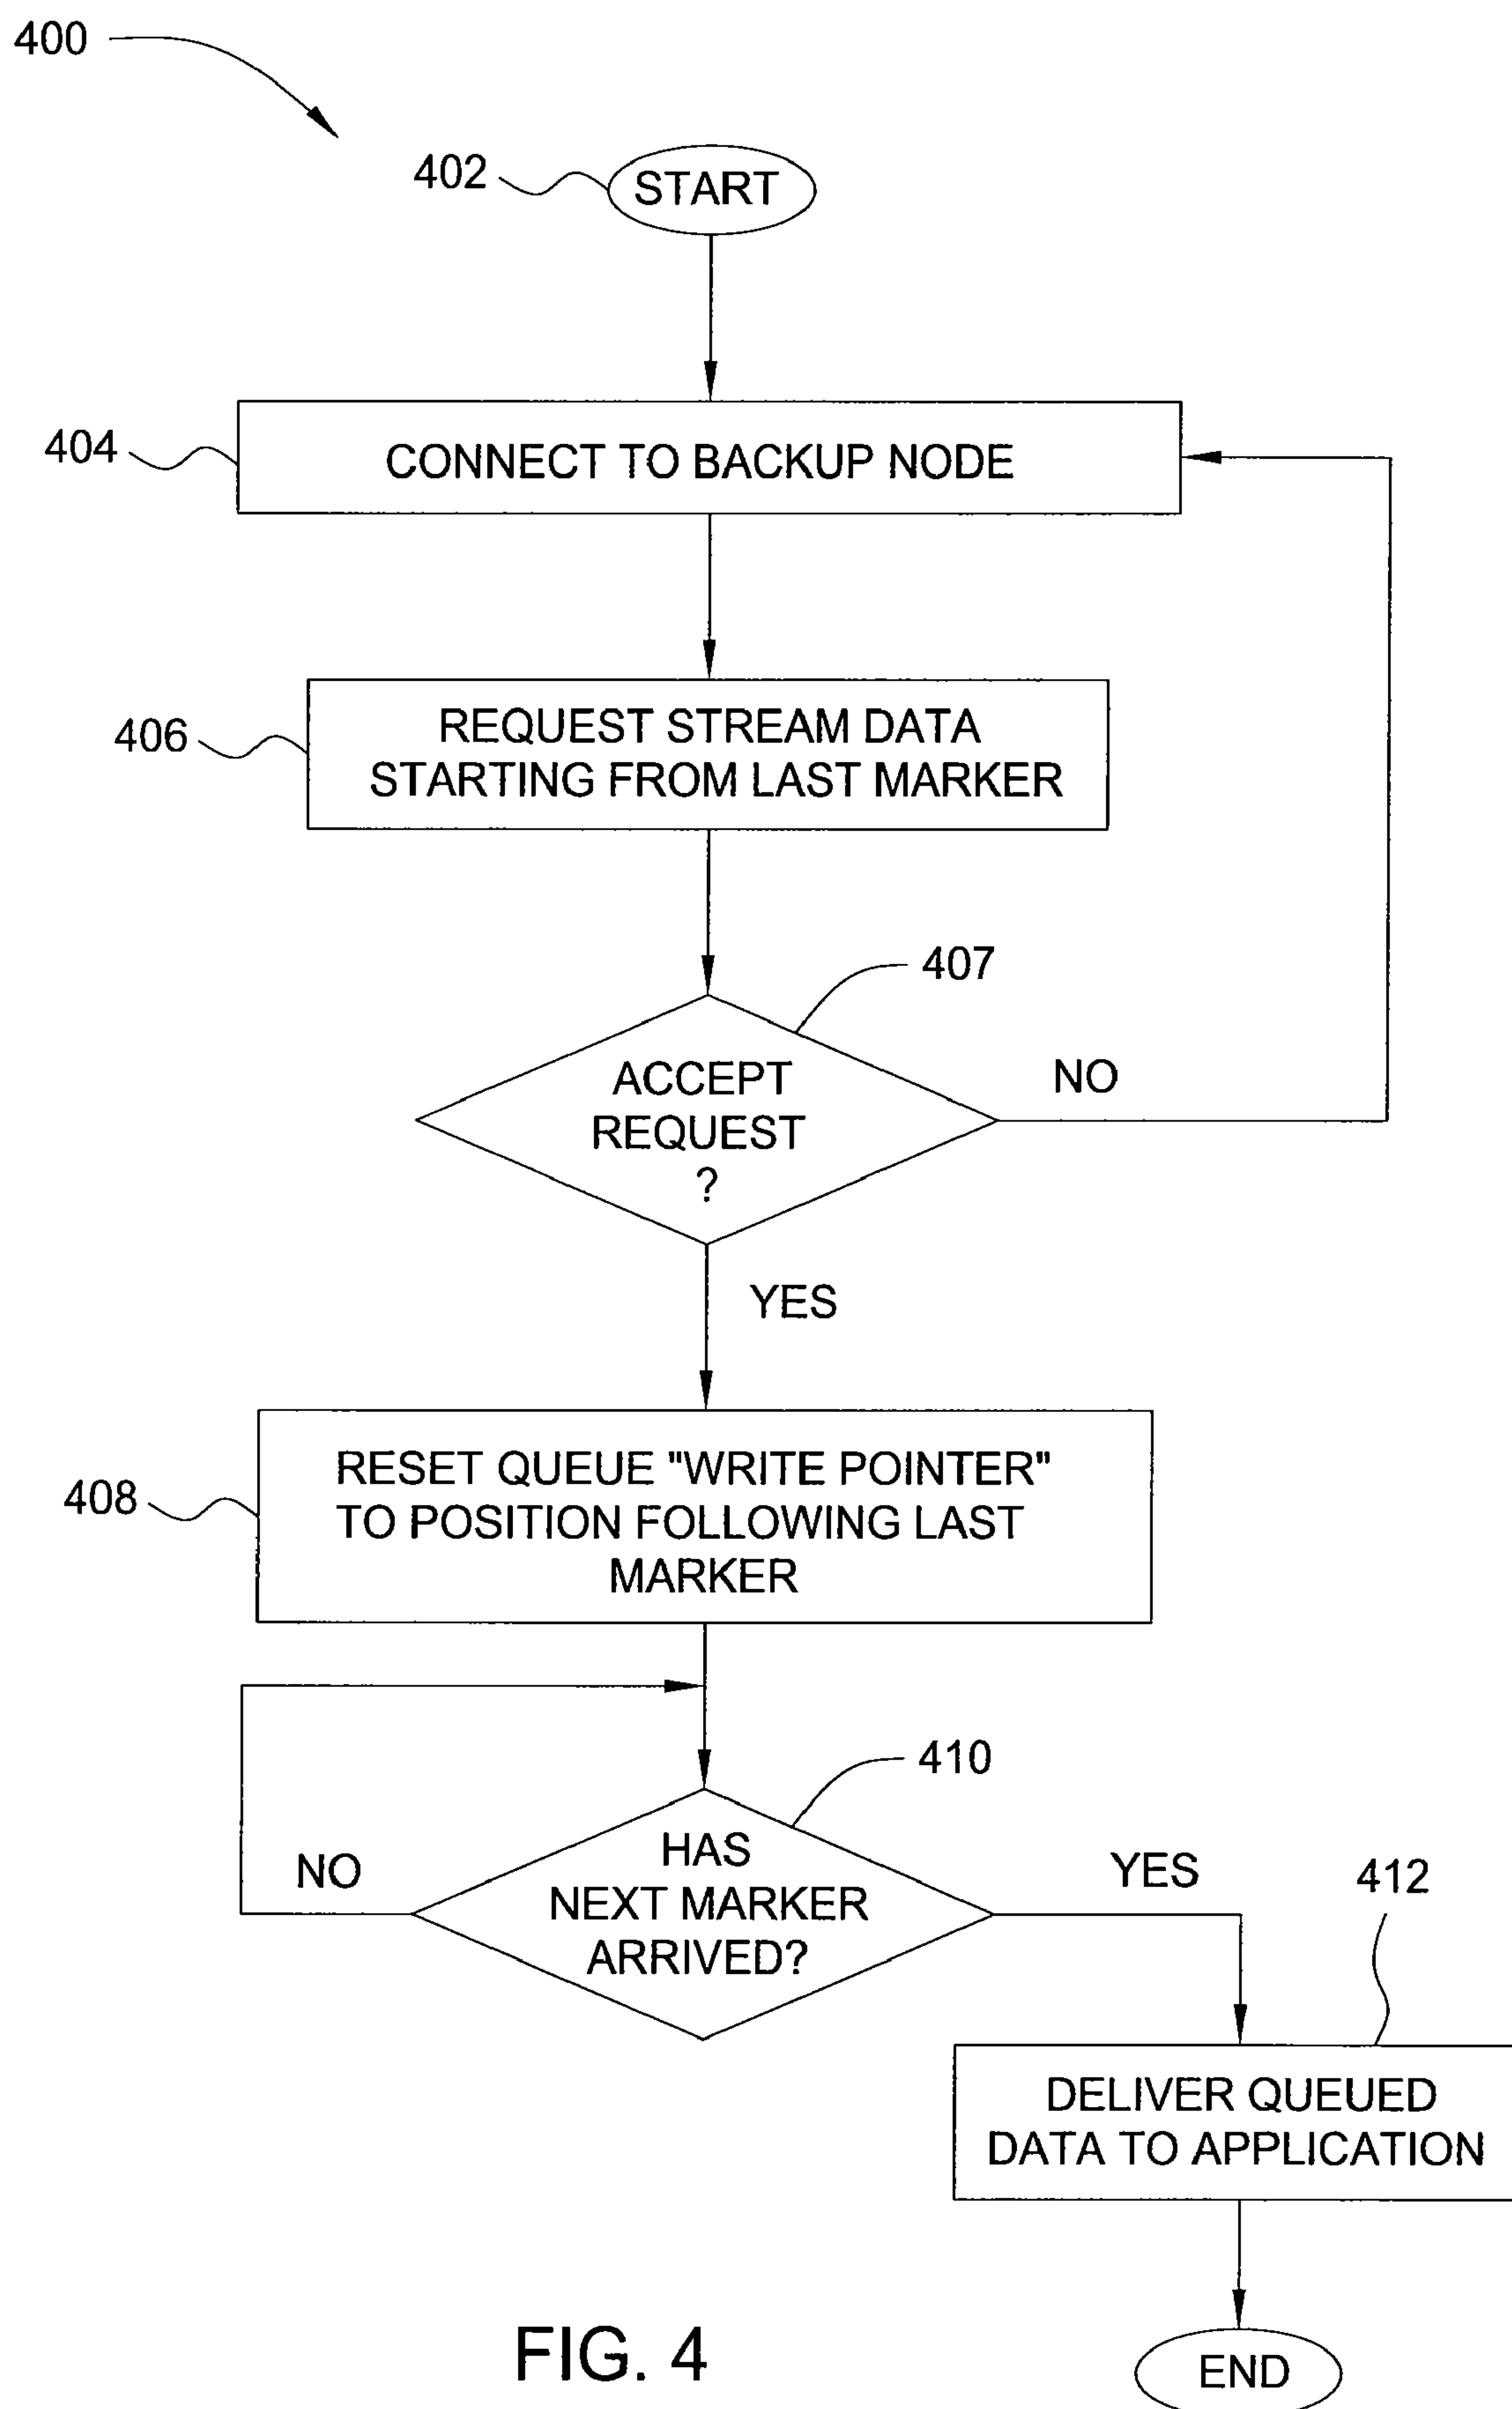 400
402
START
404
CONNECT TO BACKUP NODE
406
REQUEST STREAM DATA
STARTING FROM LAST MARKER
407
ACCEPT
REQUEST
?
NO
YES
408
RESET QUEUE "WRITE POINTER"
TO POSITION FOLLOWING LAST
MARKER
410
HAS
NEXT MARKER
ARRIVED?
NO
YES
412
DELIVER QUEUED
DATA TO APPLICATION
END
FIG. 4